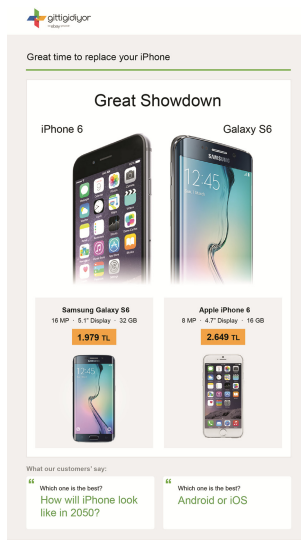 gittigidiyor
Great time to replace your iPhone
Great Showdown
iPhone 6
Galaxy S6
SAMSUNG
12:45
Samsung Galaxy S6
16 MP · 5.1" Display · 32 GB
1.979 TL
Apple iPhone 6
8 MP · 4.7" Display · 16 GB
2.649 TL
What our customers' say:
“
Which one is the best?
How will iPhone look
like in 2050?
“
Which one is the best?
Android or iOS